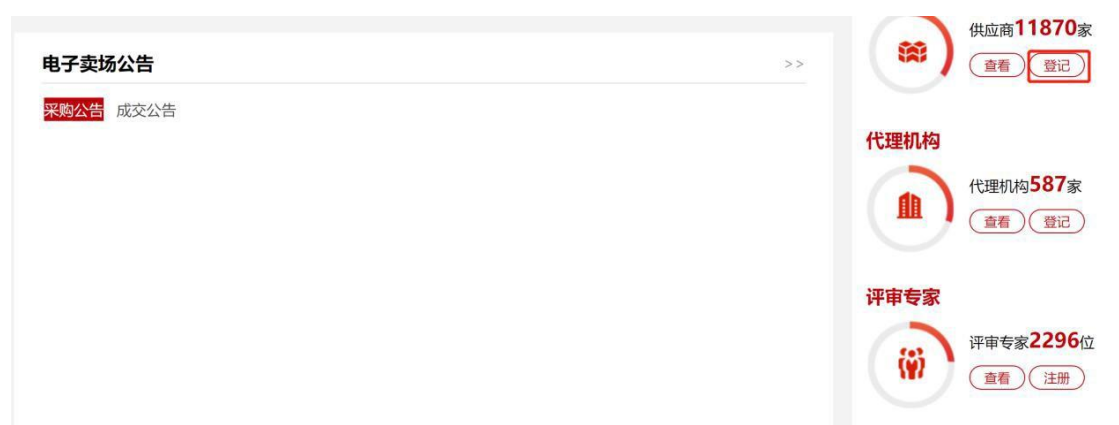 电子卖场公告 >>
采购公告 成交公告
供应商11870家
查看 登记
代理机构
代理机构587家
查看 登记
评审专家
评审专家2296位
查看 注册